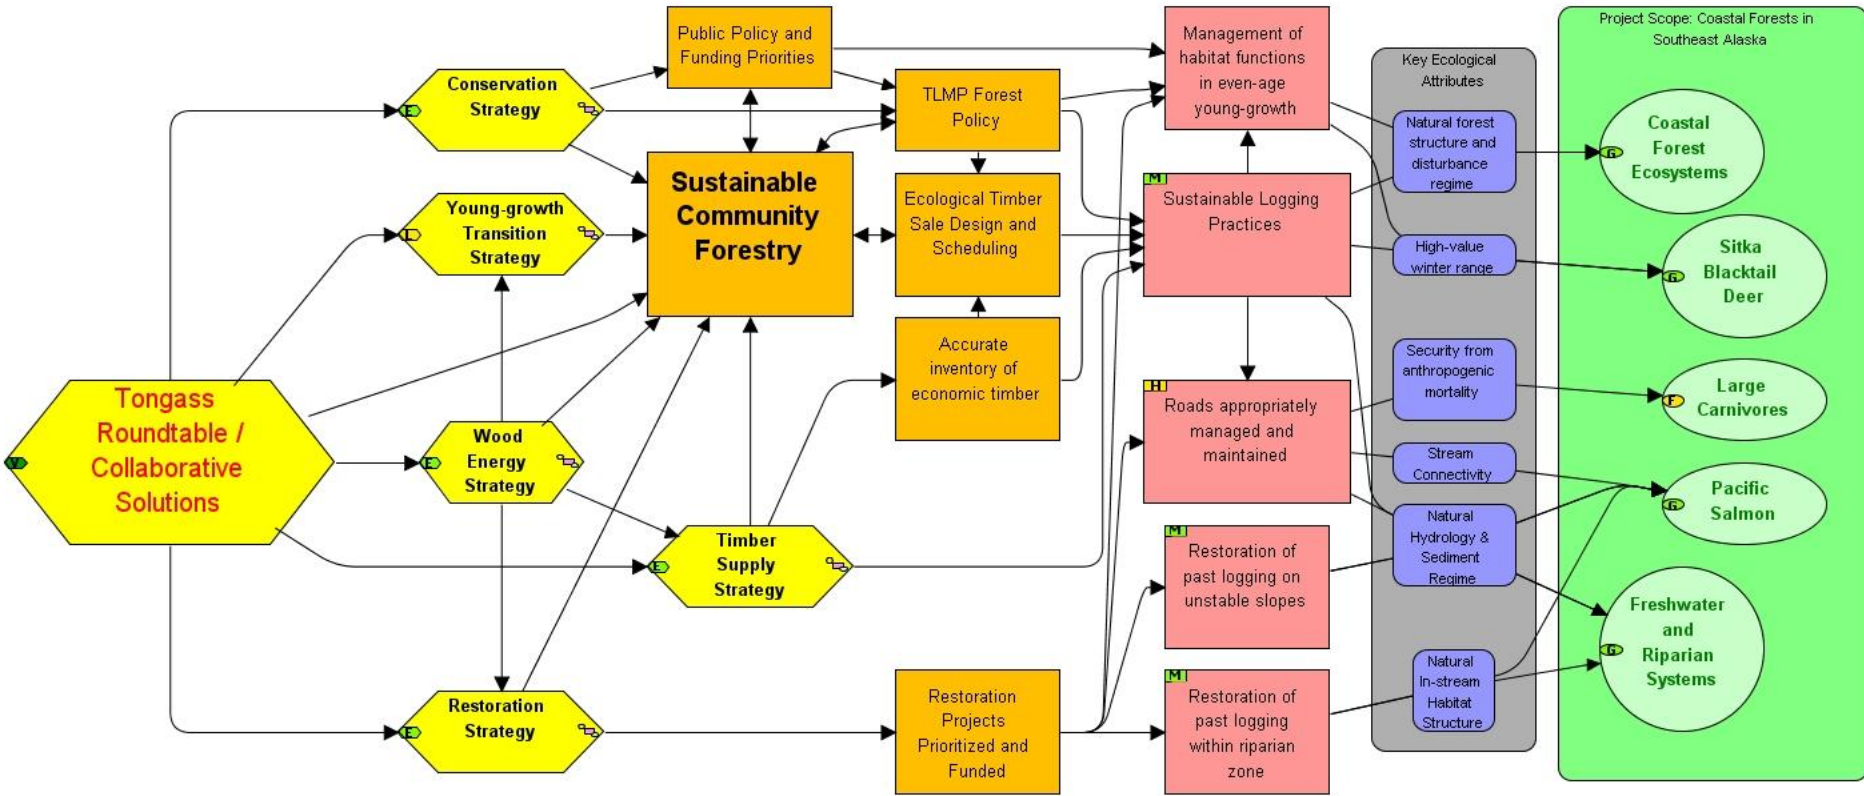 Tongass
Roundtable /
Collaborative
Solutions
V
Conservation
Strategy
E
Young-growth
Transition
Strategy
L
Wood
Energy
Strategy
E
Timber
Supply
Strategy
E
Restoration
Strategy
E
Public Policy and
Funding Priorities
Sustainable
Community
Forestry
TLMP Forest
Policy
Ecological Timber
Sale Design and
Scheduling
Accurate
inventory of
economic timber
Restoration
Projects
Prioritized and
Funded
Management of
habitat functions
in even-age
young-growth
M
Sustainable Logging
Practices
H
Roads appropriately
managed and
maintained
M
Restoration of
past logging on
unstable slopes
M
Restoration of
past logging
within riparian
zone
Key Ecological
Attributes
Natural forest
structure and
disturbance
regime
High-value
winter range
Security from
anthropogenic
mortality
Stream
Connectivity
Natural
Hydrology &
Sediment
Regime
Natural
In-stream
Habitat
Structure
Project Scope: Coastal Forests in
Southeast Alaska
Coastal
Forest
Ecosystems
G
Sitka
Blacktail
Deer
G
Large
Carnivores
F
Pacific
Salmon
G
Freshwater
and
Riparian
Systems
G